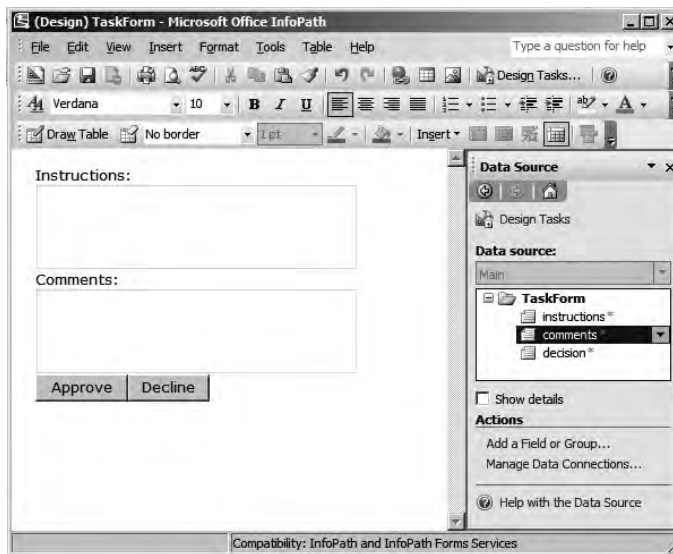 (Design) TaskForm - Microsoft Office InfoPath
File Edit View Insert Format Tools Table Help Type a question for help
Design Tasks...
Verdana 10 B I U
Draw Table No border 1 pt Insert
Data Source
Design Tasks
Data source:
Main
TaskForm
instructions*
comments*
decision*
Show details
Actions
Add a Field or Group...
Manage Data Connections...
Help with the Data Source
Instructions:
Comments:
Approve Decline
Compatibility: InfoPath and InfoPath Forms Services